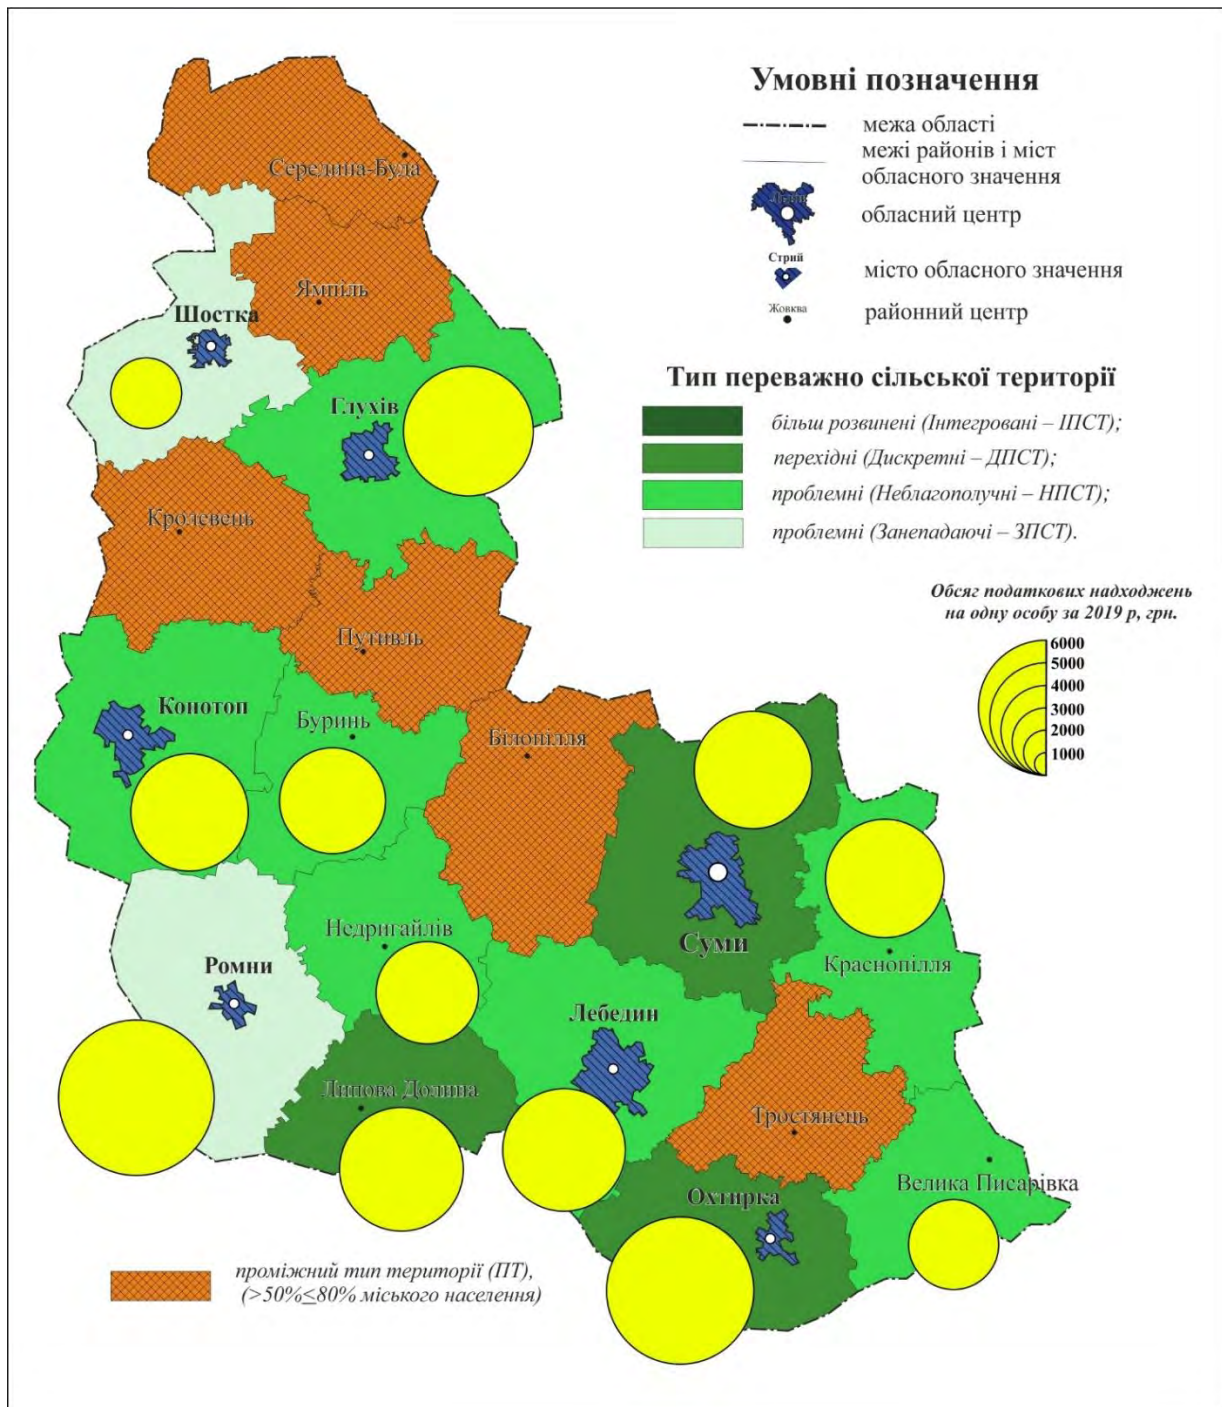 Умовні позначення
межа області
межі районів і міст
обласного значення
обласний центр
Стрий
місто обласного значення
Жовква
районний центр
Тип переважно сільської території
більш розвинені (Інтегровані – ІПСТ);
перехідні (Дискретні – ДПСТ);
проблемні (Неблагополучні – НПСТ);
проблемні (Занепадаючі – ЗПСТ).
Обсяг податкових надходжень
на одну особу за 2019 р, грн.
6000
5000
4000
3000
2000
1000
Середина-Буда
Ямпіль
Шостка
Глухів
Кролевець
Путивль
Конотоп
Буринь
Білопілля
Недригайлів
Суми
Краснопілля
Ромни
Лебедин
Липова Долина
Тростянець
Велика Писарівка
Охтирка
проміжний тип території (ПТ),
(>50%≤80% міського населення)